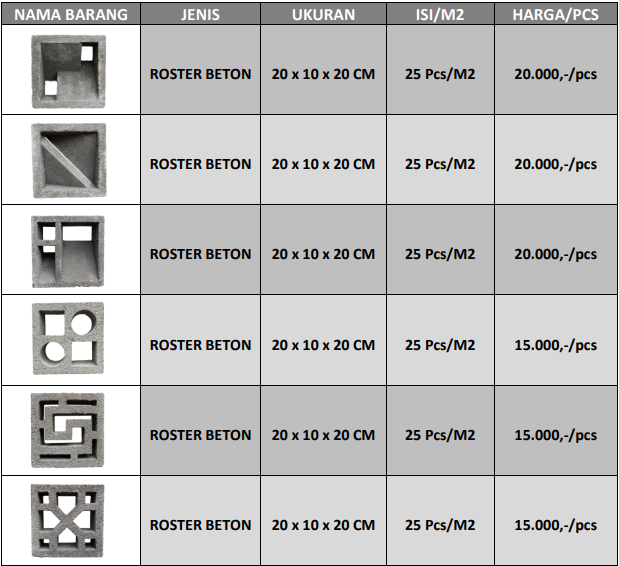 NAMA BARANG JENIS UKURAN ISI/M2 HARGA/PCS
ROSTER BETON 20 x 10 x 20 CM 25 Pcs/M2 20.000,-/pcs
ROSTER BETON 20 x 10 x 20 CM 25 Pcs/M2 20.000,-/pcs
ROSTER BETON 20 x 10 x 20 CM 25 Pcs/M2 20.000,-/pcs
ROSTER BETON 20 x 10 x 20 CM 25 Pcs/M2 15.000,-/pcs
ROSTER BETON 20 x 10 x 20 CM 25 Pcs/M2 15.000,-/pcs
ROSTER BETON 20 x 10 x 20 CM 25 Pcs/M2 15.000,-/pcs